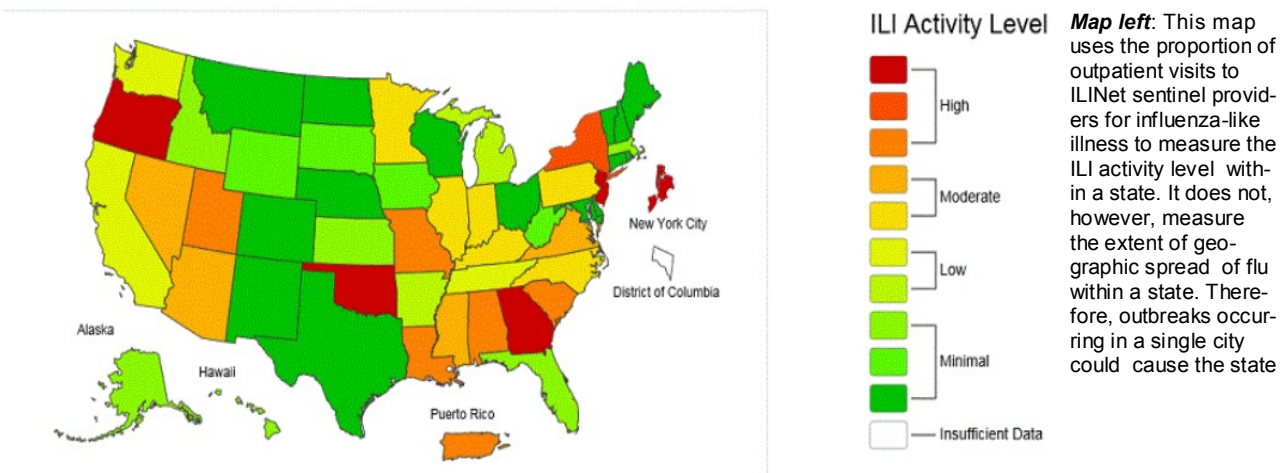 ILI Activity Level
High
Moderate
Low
Minimal
Insufficient Data
New York City
District of Columbia
Alaska
Hawaii
Puerto Rico
Map left: This map
uses the proportion of
outpatient visits to
ILINet sentinel provid-
ers for influenza-like
illness to measure the
ILI activity level with-
in a state. It does not,
however, measure
the extent of geo-
graphic spread of flu
within a state. There-
fore, outbreaks occur-
ring in a single city
could cause the state